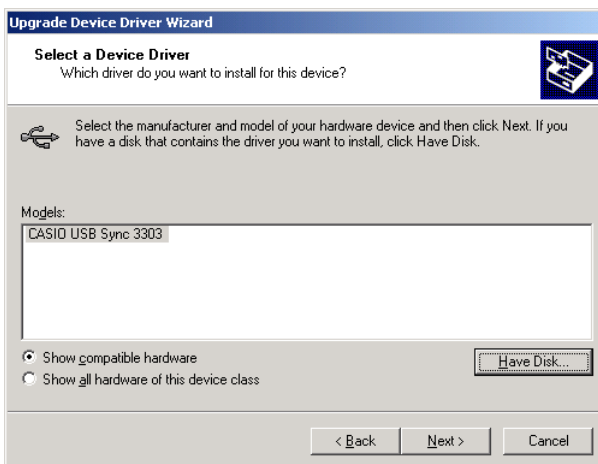 Upgrade Device Driver Wizard
Select a Device Driver
Which driver do you want to install for this device?
Select the manufacturer and model of your hardware device and then click Next. If you
have a disk that contains the driver you want to install, click Have Disk.
Models:
CASIO USB Sync 3303
Show compatible hardware
Have Disk...
Show all hardware of this device class
< Back Next > Cancel